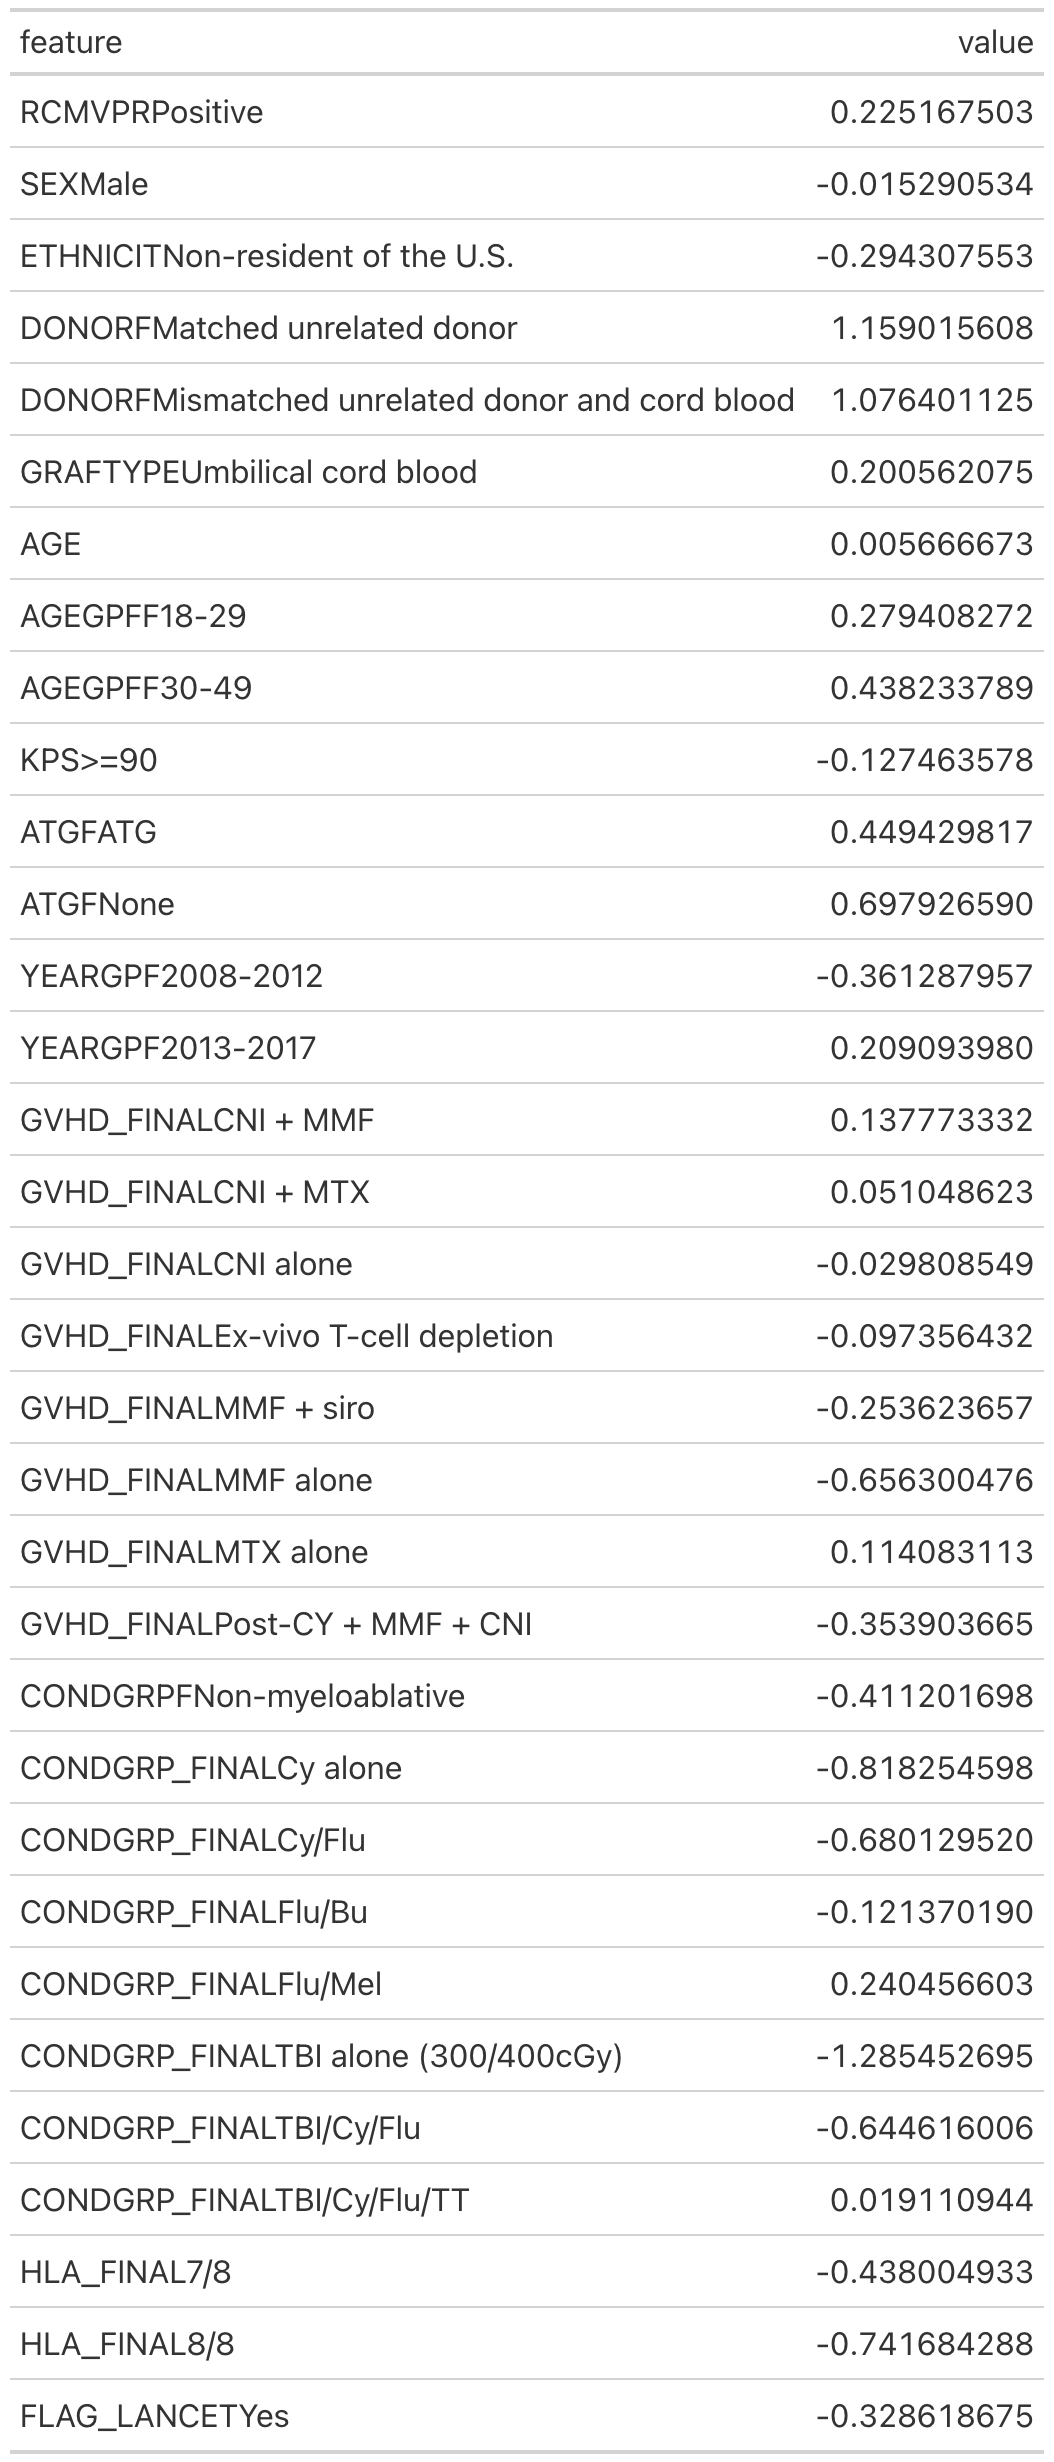 feature value
RCMVPRPositive 0.225167503
SEXMale -0.015290534
ETHNICITNon-resident of the U.S. -0.294307553
DONORFMatched unrelated donor 1.159015608
DONORFMismatched unrelated donor and cord blood 1.076401125
GRAFTYPEUmbilical cord blood 0.200562075
AGE 0.005666673
AGEGPFF18-29 0.279408272
AGEGPFF30-49 0.438233789
KPS>=90 -0.127463578
ATGFATG 0.449429817
ATGFNone 0.697926590
YEARGPF2008-2012 -0.361287957
YEARGPF2013-2017 0.209093980
GVHD_FINALCNI + MMF 0.137773332
GVHD_FINALCNI + MTX 0.051048623
GVHD_FINALCNI alone -0.029808549
GVHD_FINALEx-vivo T-cell depletion -0.097356432
GVHD_FINALMMF + siro -0.253623657
GVHD_FINALMMF alone -0.656300476
GVHD_FINALMTX alone 0.114083113
GVHD_FINALPost-CY + MMF + CNI -0.353903665
CONDGRPFNon-myeloablative -0.411201698
CONDGRP_FINALCy alone -0.818254598
CONDGRP_FINALCy/Flu -0.680129520
CONDGRP_FINALFlu/Bu -0.121370190
CONDGRP_FINALFlu/Mel 0.240456603
CONDGRP_FINALTBI alone (300/400cGy) -1.285452695
CONDGRP_FINALTBI/Cy/Flu -0.644616006
CONDGRP_FINALTBI/Cy/Flu/TT 0.019110944
HLA_FINAL7/8 -0.438004933
HLA_FINAL8/8 -0.741684288
FLAG_LANCETYes -0.328618675